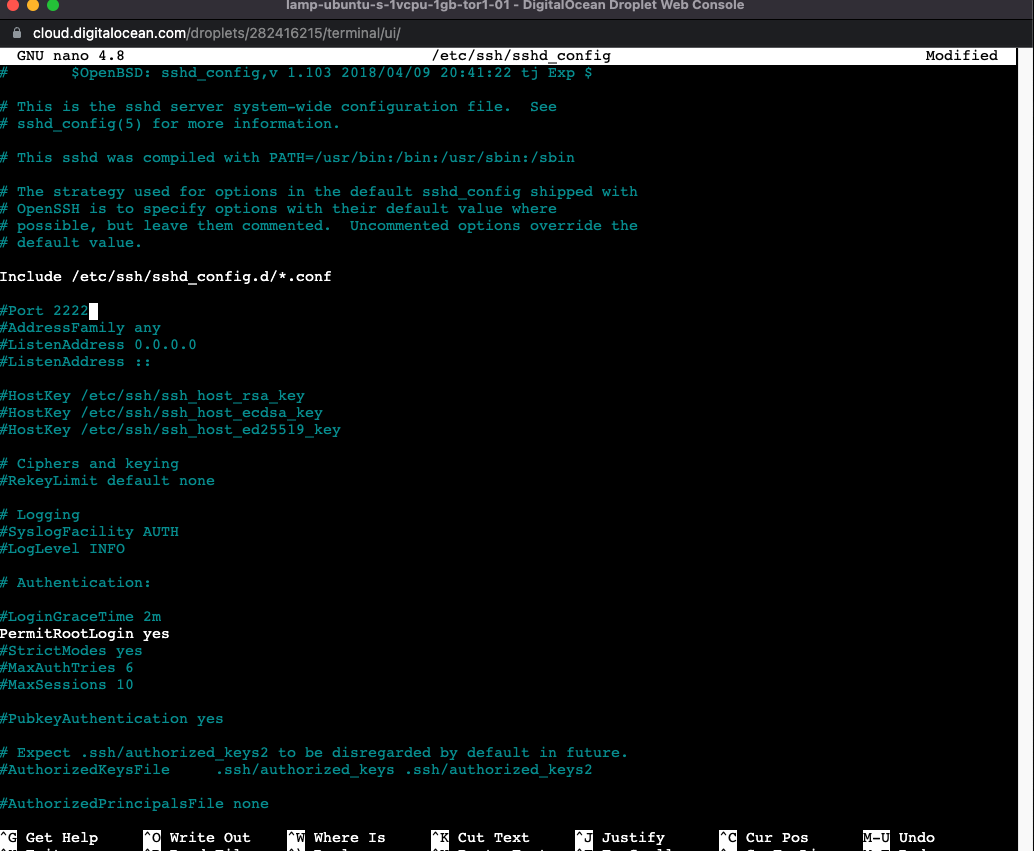 lamp-ubuntu-s-1vcpu-1gb-tor1-01 - DigitalOcean Droplet Web Console
cloud.digitalocean.com/droplets/282416215/terminal/ui/
GNU nano 4.8 /etc/ssh/sshd_config Modified
# $OpenBSD: sshd_config,v 1.103 2018/04/09 20:41:22 tj Exp $
# This is the sshd server system-wide configuration file.  See
# sshd_config(5) for more information.
# This sshd was compiled with PATH=/usr/bin:/bin:/usr/sbin:/sbin
# The strategy used for options in the default sshd_config shipped with
# OpenSSH is to specify options with their default value where
# possible, but leave them commented.  Uncommented options override the
# default value.
Include /etc/ssh/sshd_config.d/*.conf
#Port 2222
#AddressFamily any
#ListenAddress 0.0.0.0
#ListenAddress ::
#HostKey /etc/ssh/ssh_host_rsa_key
#HostKey /etc/ssh/ssh_host_ecdsa_key
#HostKey /etc/ssh/ssh_host_ed25519_key
# Ciphers and keying
#RekeyLimit default none
# Logging
#SyslogFacility AUTH
#LogLevel INFO
# Authentication:
#LoginGraceTime 2m
PermitRootLogin yes
#StrictModes yes
#MaxAuthTries 6
#MaxSessions 10
#PubkeyAuthentication yes
# Expect .ssh/authorized_keys2 to be disregarded by default in future.
#AuthorizedKeysFile .ssh/authorized_keys .ssh/authorized_keys2
#AuthorizedPrincipalsFile none
^G Get Help ^O Write Out ^W Where Is ^K Cut Text ^J Justify ^C Cur Pos M-U Undo